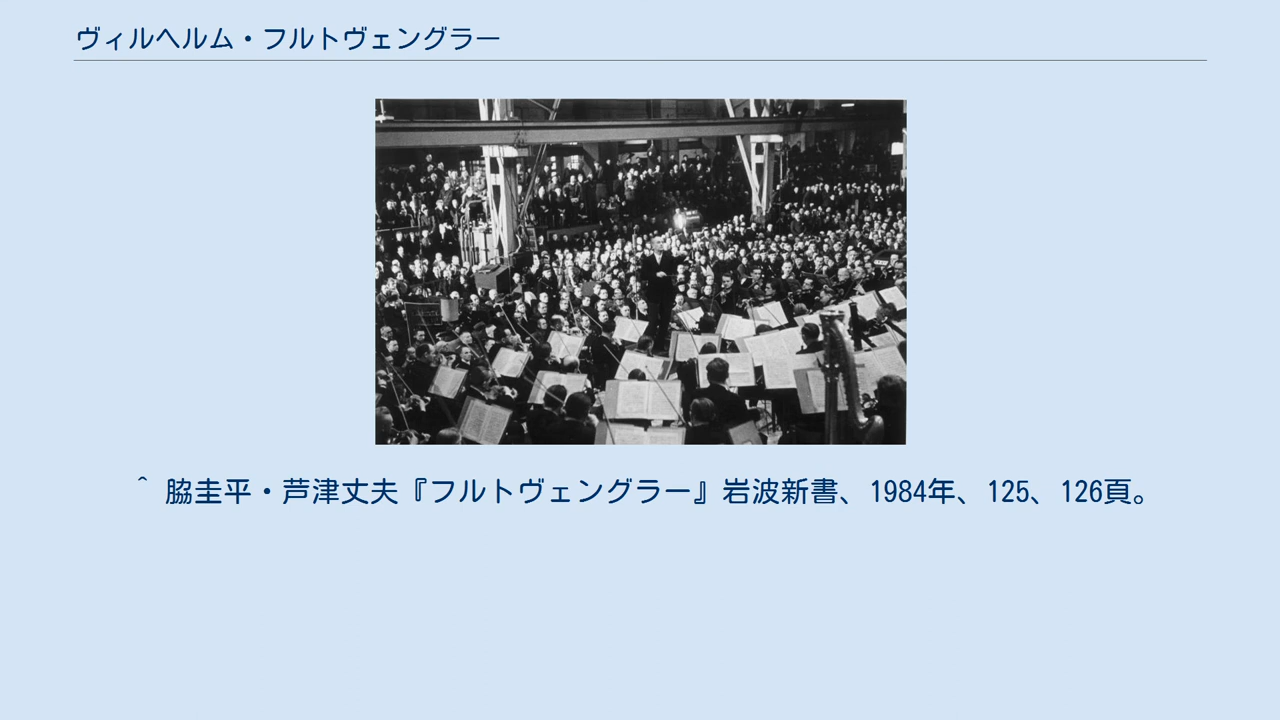 ヴィルヘルム・フルトヴェングラー
^ 脇圭平・芦津丈夫『フルトヴェングラー』岩波新書、1984年、125、126頁。